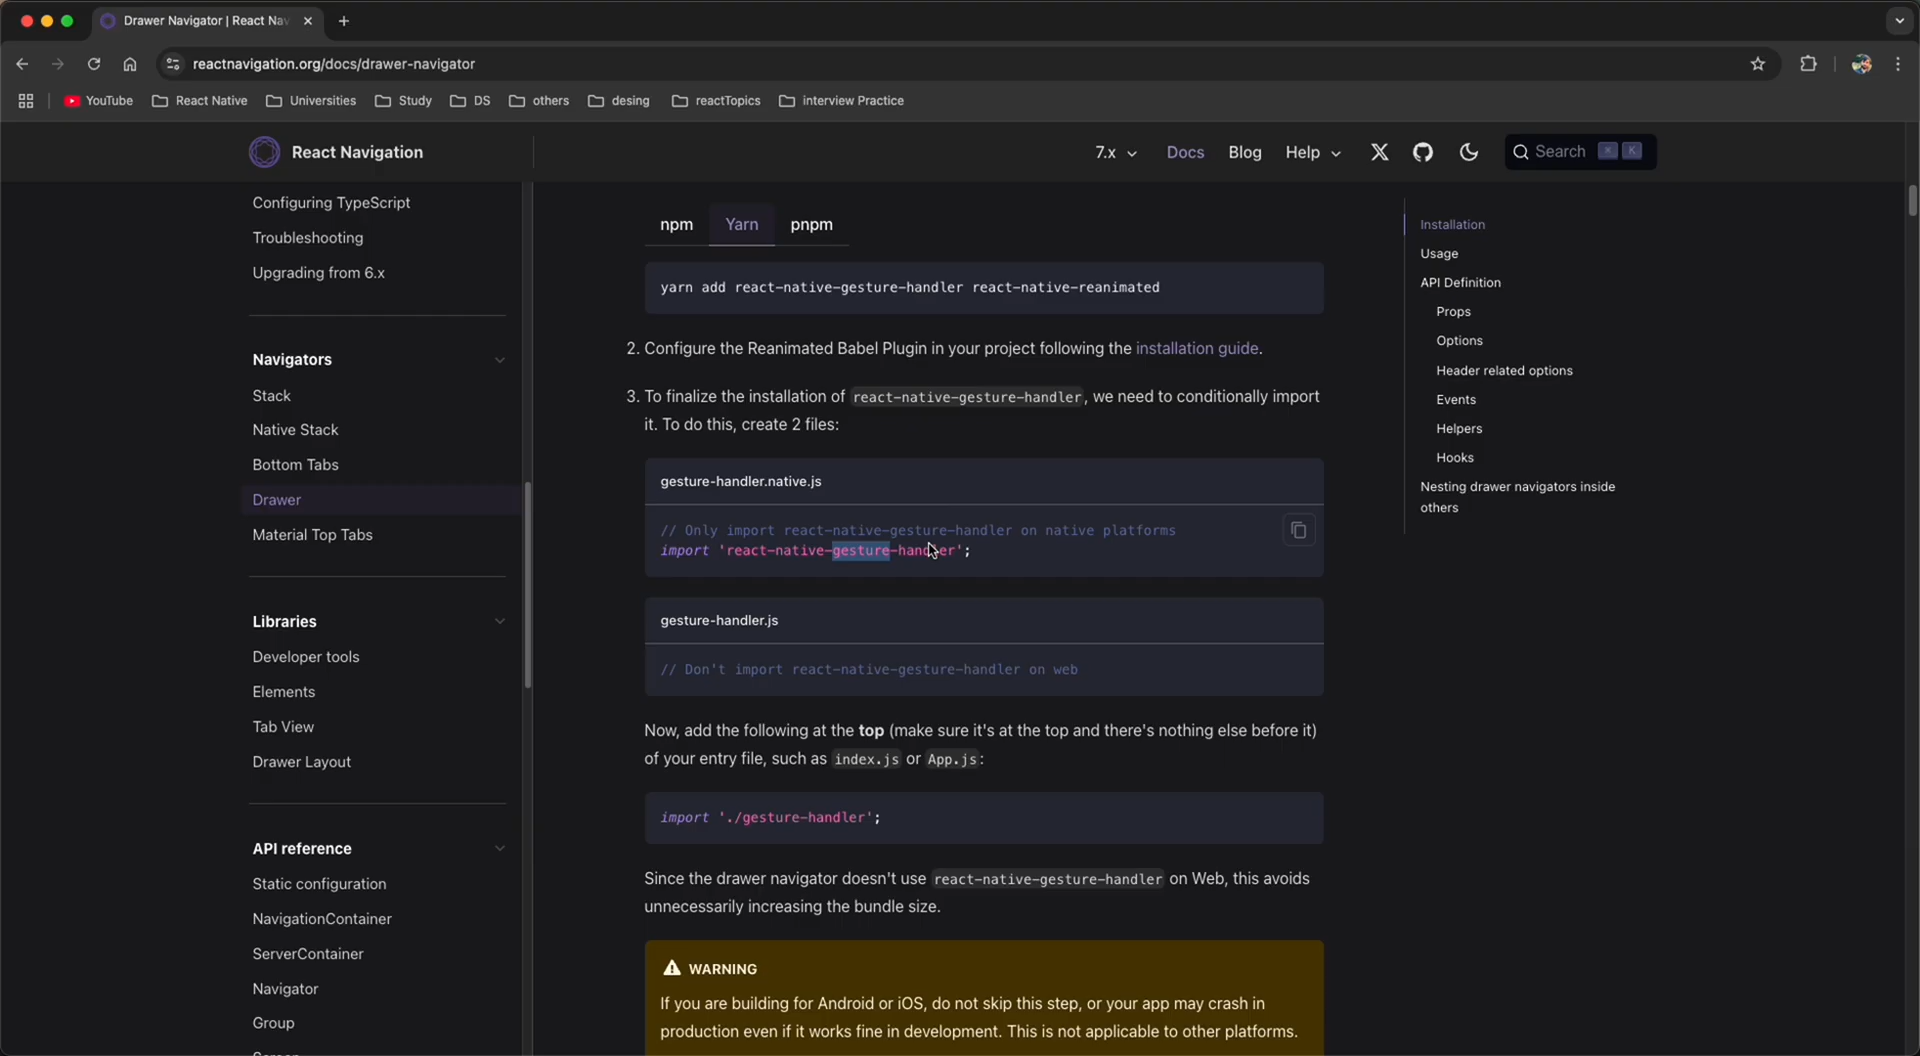 Drawer Navigator | React Nav
reactnavigation.org/docs/drawer-navigator
YouTube
React Native
Universities
Study
DS
others
desing
reactTopics
interview Practice
React Navigation
7.x
Docs
Blog
Help
Search
K
Configuring TypeScript
Troubleshooting
Upgrading from 6.x
Navigators
Stack
Native Stack
Bottom Tabs
Drawer
Material Top Tabs
Libraries
Developer tools
Elements
Tab View
Drawer Layout
API reference
Static configuration
NavigationContainer
ServerContainer
Navigator
Group
npm
Yarn
pnpm
yarn add react-native-gesture-handler react-native-reanimated
2. Configure the Reanimated Babel Plugin in your project following the installation guide.
3. To finalize the installation of react-native-gesture-handler, we need to conditionally import
it. To do this, create 2 files:
gesture-handler.native.js
// Only import react-native-gesture-handler on native platforms
import 'react-native-gesture-handler';
gesture-handler.js
// Don't import react-native-gesture-handler on web
Now, add the following at the top (make sure it's at the top and there's nothing else before it)
of your entry file, such as index.js or App.js:
import './gesture-handler';
Since the drawer navigator doesn't use react-native-gesture-handler on Web, this avoids
unnecessarily increasing the bundle size.
WARNING
If you are building for Android or iOS, do not skip this step, or your app may crash in
production even if it works fine in development. This is not applicable to other platforms.
Installation
Usage
API Definition
Props
Options
Header related options
Events
Helpers
Hooks
Nesting drawer navigators inside
others